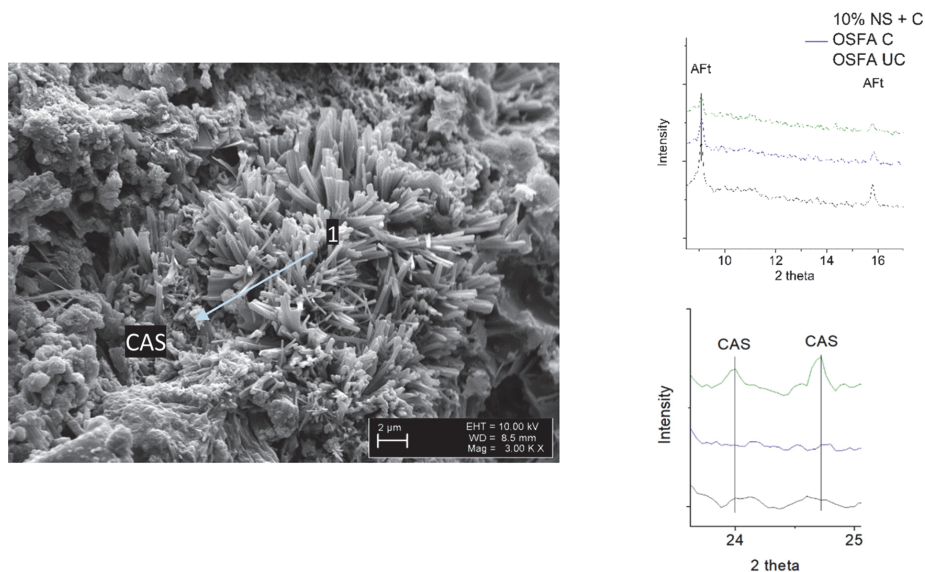 1
CAS
2 μm
EHT = 10.00 kV
WD = 8.5 mm
Mag = 3.00 K X
10% NS + C
OSFA C
OSFA UC
AFt
AFt
Intensity
10
12
14
16
2 theta
CAS
CAS
Intensity
24
25
2 theta